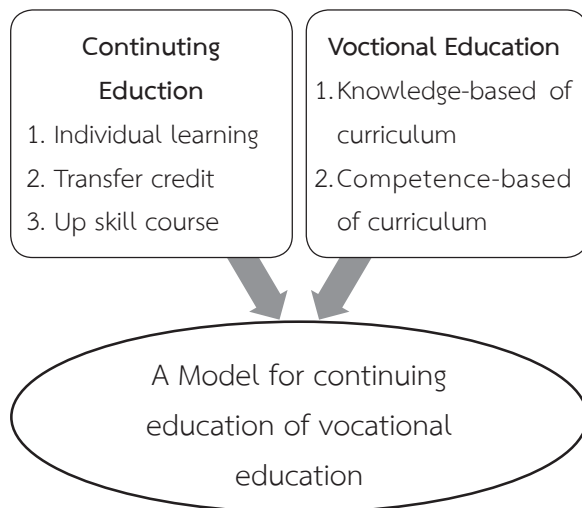 Continuting
Eduction
1. Individual learning
2. Transfer credit
3. Up skill course
Voctional Education
1.Knowledge-based of
curriculum
2.Competence-based
of curriculum
A Model for continuing
education of vocational
education